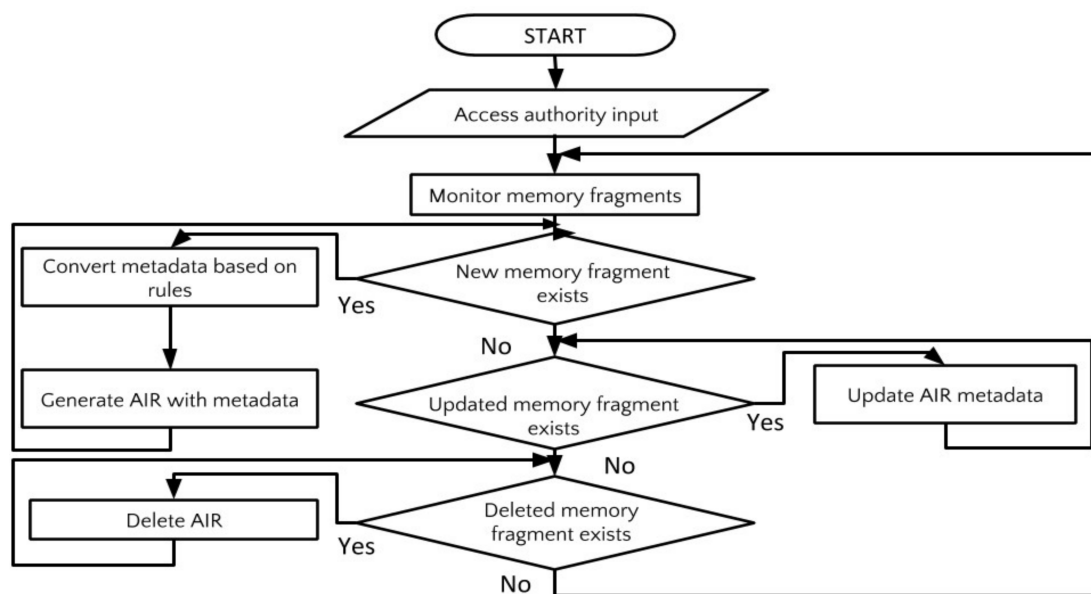 START
Access authority input
Monitor memory fragments
Convert metadata based on
rules
New memory fragment
exists
Yes
No
Generate AIR with metadata
Updated memory fragment
exists
Yes
Update AIR metadata
No
Delete AIR
Deleted memory
fragment exists
Yes
No